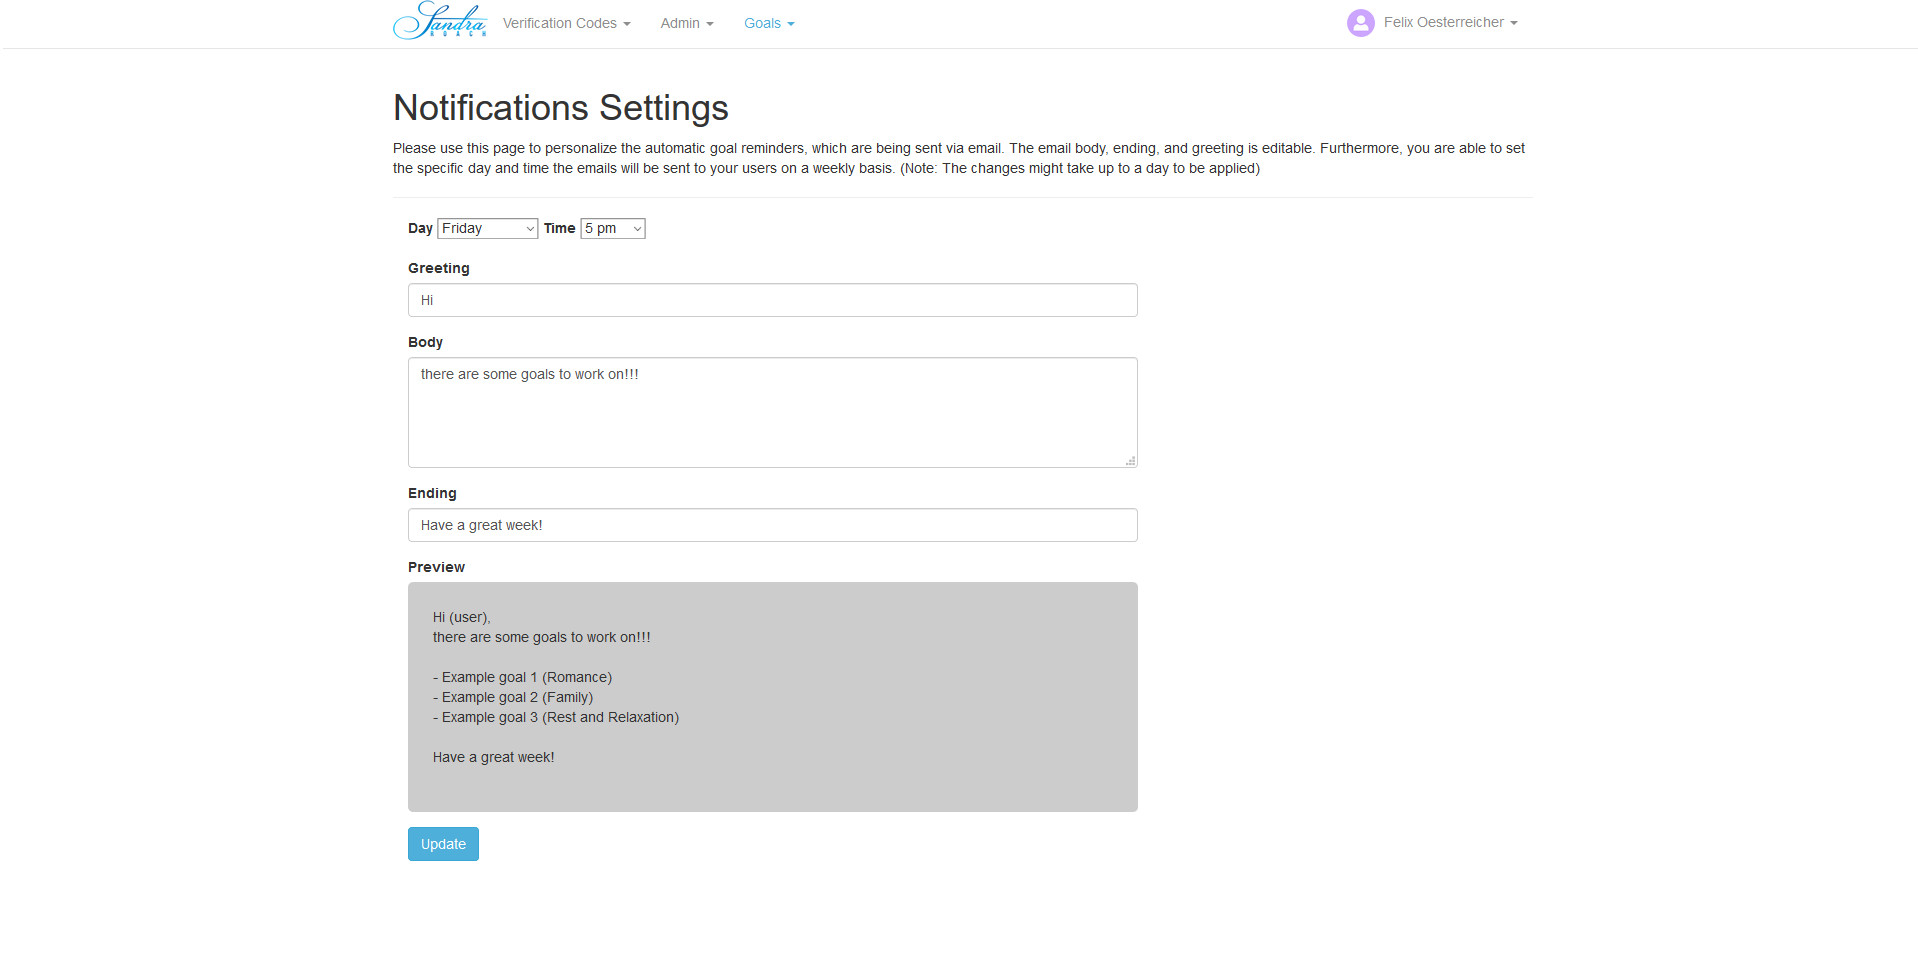 Sandra
ROACH
Verification Codes
Admin
Goals
Felix Oesterreicher
Notifications Settings
Please use this page to personalize the automatic goal reminders, which are being sent via email. The email body, ending, and greeting is editable. Furthermore, you are able to set
the specific day and time the emails will be sent to your users on a weekly basis. (Note: The changes might take up to a day to be applied)
Day Friday Time 5 pm
Greeting
Hi
Body
there are some goals to work on!!!
Ending
Have a great week!
Preview
Hi (user),
there are some goals to work on!!!
- Example goal 1 (Romance)
- Example goal 2 (Family)
- Example goal 3 (Rest and Relaxation)
Have a great week!
Update